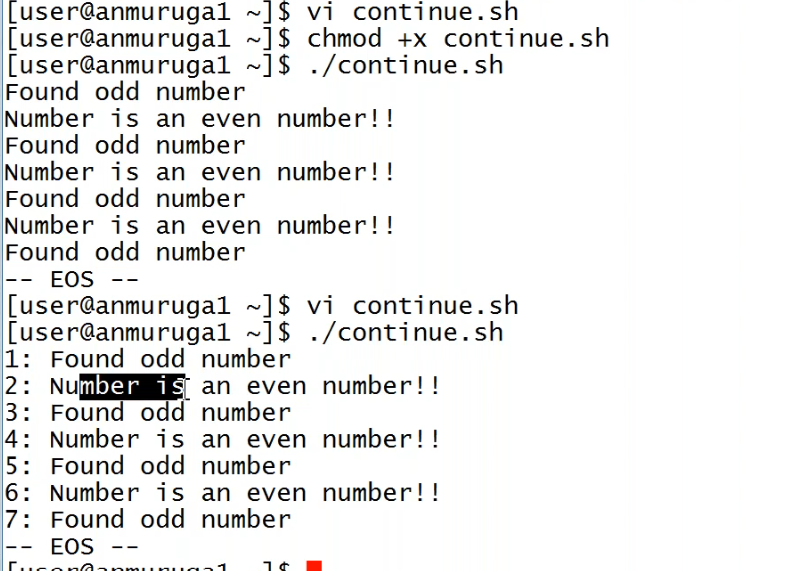 [user@anmuruga1 ~]$ vi continue.sh
[user@anmuruga1 ~]$ chmod +x continue.sh
[user@anmuruga1 ~]$ ./continue.sh
Found odd number
Number is an even number!!
Found odd number
Number is an even number!!
Found odd number
Number is an even number!!
Found odd number
-- EOS --
[user@anmuruga1 ~]$ vi continue.sh
[user@anmuruga1 ~]$ ./continue.sh
1: Found odd number
2: Number is an even number!!
3: Found odd number
4: Number is an even number!!
5: Found odd number
6: Number is an even number!!
7: Found odd number
-- EOS --
[user@anmuruga1 ~]$